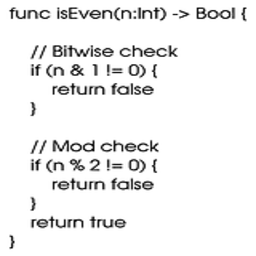 func isEven(n:Int) -> Bool {
// Bitwise check
if (n & 1 != 0) {
return false
}
// Mod check
if (n % 2 != 0) {
return false
}
return true
}